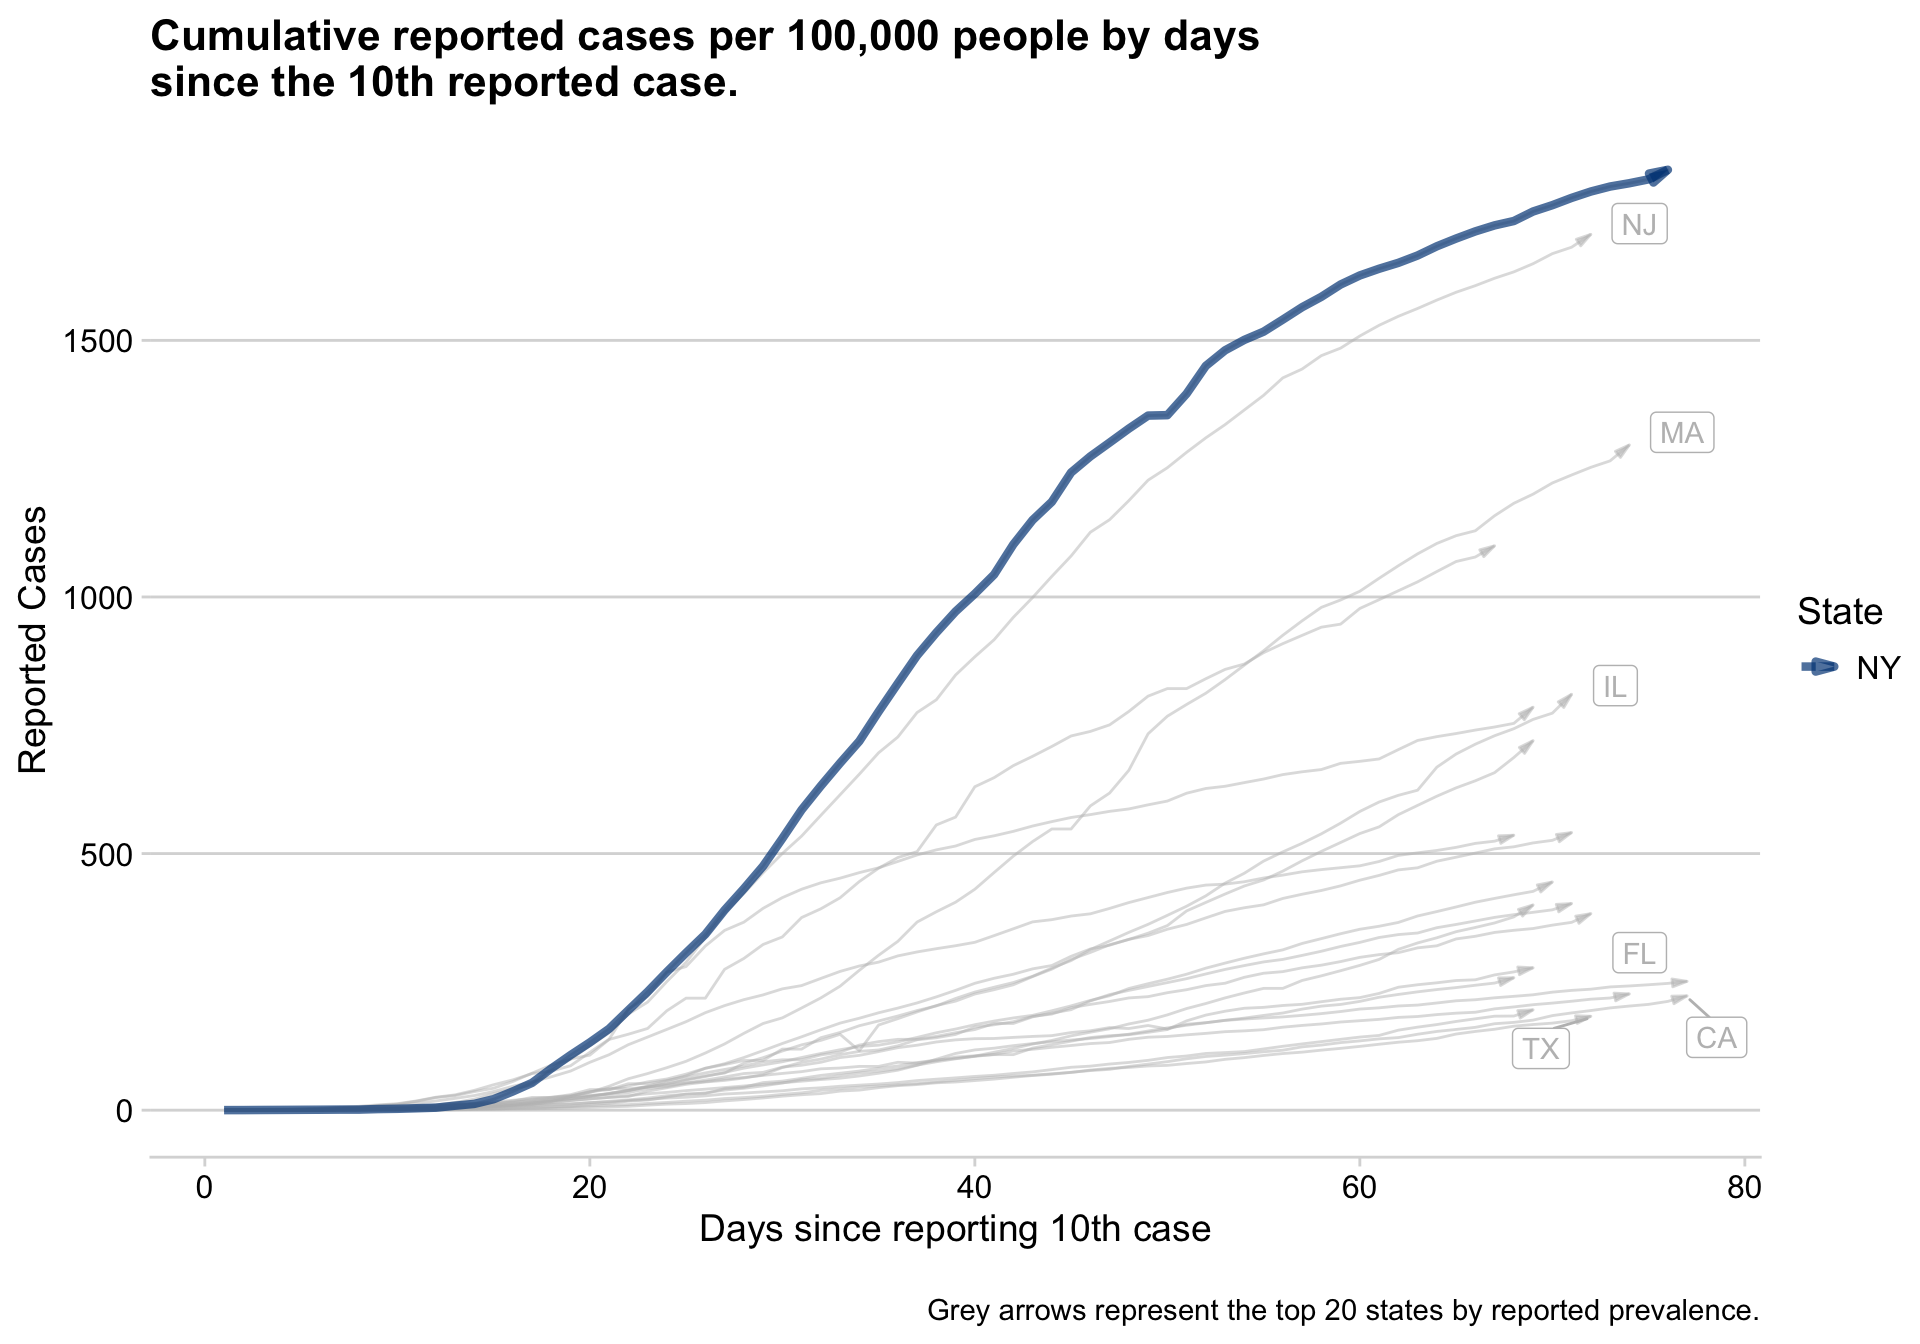 Cumulative reported cases per 100,000 people by days
since the 10th reported case.
NJ
1500
MA
Reported Cases
1000
State
NY
IL
500
FL
CA
TX
0
0 20 40 60 80
Days since reporting 10th case
Grey arrows represent the top 20 states by reported prevalence.